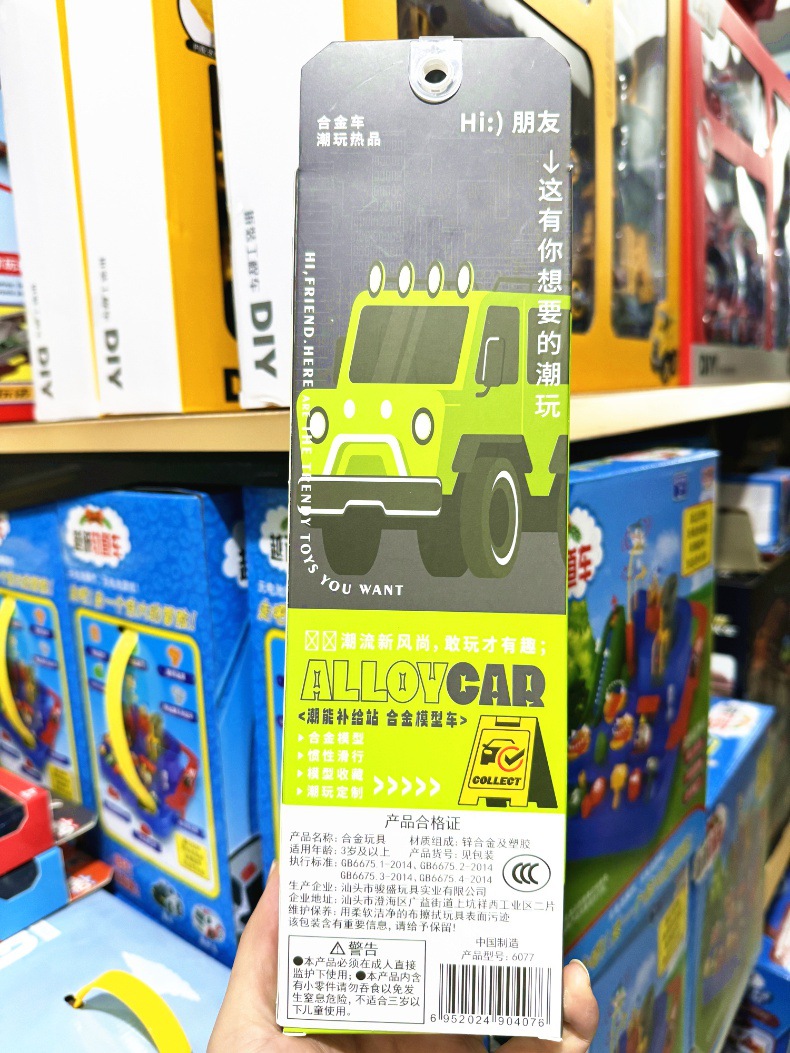 合金车
潮玩热品
Hi:) 朋友
↓这有你想要的潮玩
HI,FRIEND.HERE ARE THE TRENDY TOYS YOU WANT
潮流新风尚,敢玩才有趣;
ALLOYCAR
<潮能补给站 合金模型车>
合金模型
惯性滑行
模型收藏
潮玩定制 >>>>>
COLLECT
产品合格证
产品名称:合金玩具 材质组成:锌合金及塑胶
适用年龄:3岁及以上 产品货号:见包装
执行标准:GB6675.1-2014、GB6675.2-2014
GB6675.3-2014、GB6675.4-2014
CCC
生产企业:汕头市骏盛玩具实业有限公司
企业地址:汕头市澄海区广益街道上坑祥西工业区二片
维护保养:用柔软洁净的布擦拭玩具表面污迹
该包装含有重要信息,请给予保留!
警告
●本产品必须在成人直接
监护下使用;●本产品内含
有小零件请勿吞食以免发
生窒息危险,不适合三岁以
下儿童使用。
中国制造
产品型号:6077
6 952024 904076
DIY
DIY
DIY